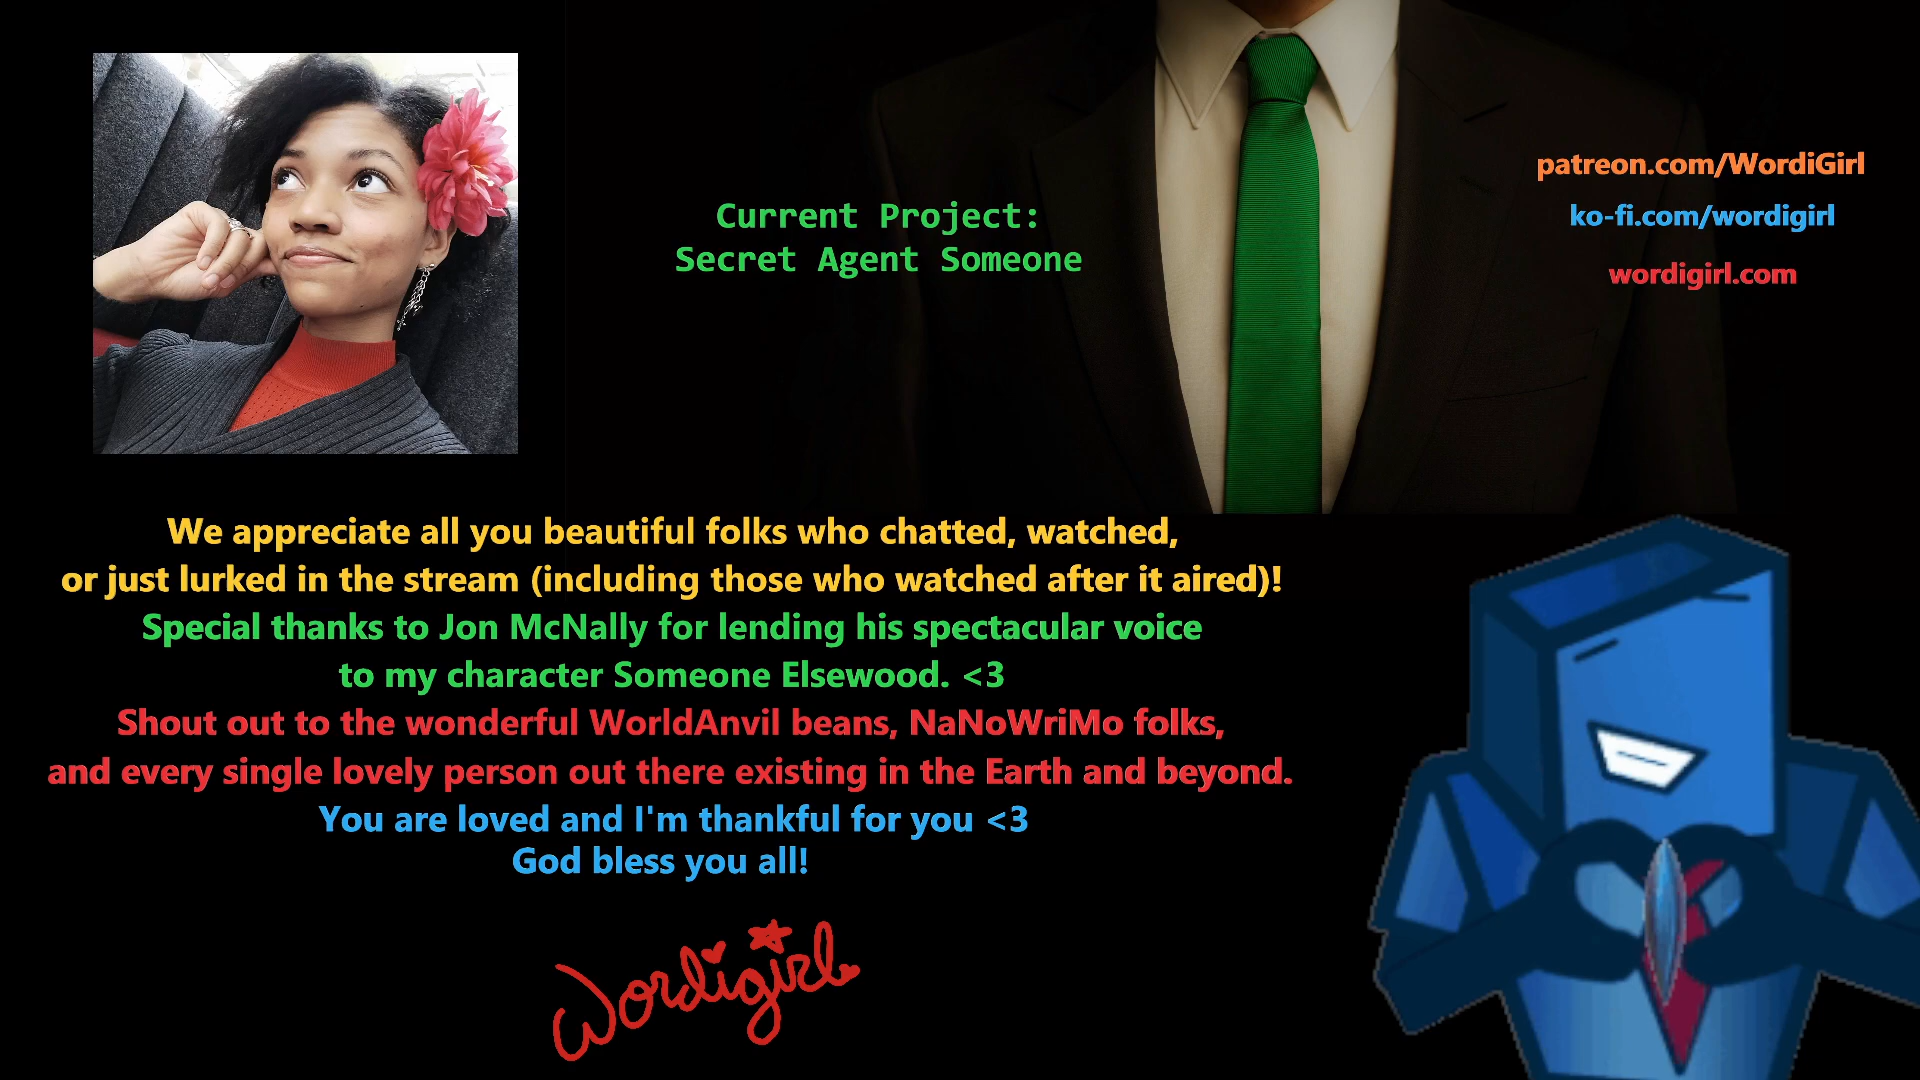 Current Project:
Secret Agent Someone
patreon.com/WordiGirl
ko-fi.com/wordigirl
wordigirl.com
We appreciate all you beautiful folks who chatted, watched,
or just lurked in the stream (including those who watched after it aired)!
Special thanks to Jon McNally for lending his spectacular voice
to my character Someone Elsewood. <3
Shout out to the wonderful WorldAnvil beans, NaNoWriMo folks,
and every single lovely person out there existing in the Earth and beyond.
You are loved and I'm thankful for you <3
God bless you all!
Wordigirl